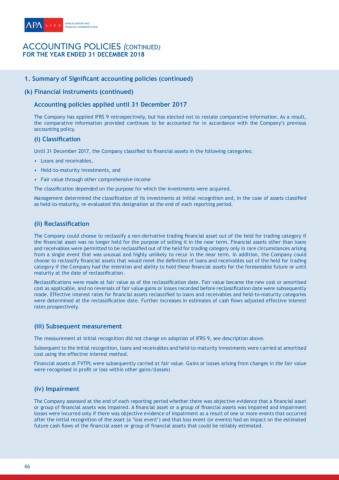 APA LIFE
ACCOUNTING POLICIES (CONTINUED)
FOR THE YEAR ENDED 31 DECEMBER 2018
1. Summary of Significant accounting policies (continued)
(k) Financial instruments (continued)
Accounting policies applied until 31 December 2017
The Company has applied IFRS 9 retrospectively, but has elected not to restate comparative information. As a result,
the comparative information provided continues to be accounted for in accordance with the Company's previous
accounting policy.
(i) Classification
Until 31 December 2017, the Company classified its financial assets in the following categories:
• Loans and receivables,
• Held-to-maturity investments, and
• Fair value through other comprehensive income
The classification depended on the purpose for which the investments were acquired.
Management determined the classification of its investments at initial recognition and, in the case of assets classified
as held-to-maturity, re-evaluated this designation at the end of each reporting period.
(ii) Reclassification
The Company could choose to reclassify a non-derivative trading financial asset out of the held for trading category if
the financial asset was no longer held for the purpose of selling it in the near term. Financial assets other than loans
and receivables were permitted to be reclassified out of the held for trading category only in rare circumstances arising
from a single event that was unusual and highly unlikely to recur in the near term. In addition, the Company could
choose to reclassify financial assets that would meet the definition of loans and receivables out of the held for trading
category if the Company had the intention and ability to hold these financial assets for the foreseeable future or until
maturity at the date of reclassification.
Reclassifications were made at fair value as of the reclassification date. Fair value became the new cost or amortised
cost as applicable, and no reversals of fair value gains or losses recorded before reclassification date were subsequently
made. Effective interest rates for financial assets reclassified to loans and receivables and held-to-maturity categories
were determined at the reclassification date. Further increases in estimates of cash flows adjusted effective interest
rates prospectively.
(iii) Subsequent measurement
The measurement at initial recognition did not change on adoption of IFRS 9, see description above.
Subsequent to the initial recognition, loans and receivables and held-to-maturity investments were carried at amortised
cost using the effective interest method.
Financial assets at FVTPL were subsequently carried at fair value. Gains or losses arising from changes in the fair value
were recognised in profit or loss within other gains/(losses)
(iv) Impairment
The Company assessed at the end of each reporting period whether there was objective evidence that a financial asset
or group of financial assets was impaired. A financial asset or a group of financial assets was impaired and impairment
losses were incurred only if there was objective evidence of impairment as a result of one or more events that occurred
after the initial recognition of the asset (a 'loss event') and that loss event (or events) had an impact on the estimated
future cash flows of the financial asset or group of financial assets that could be reliably estimated.
46